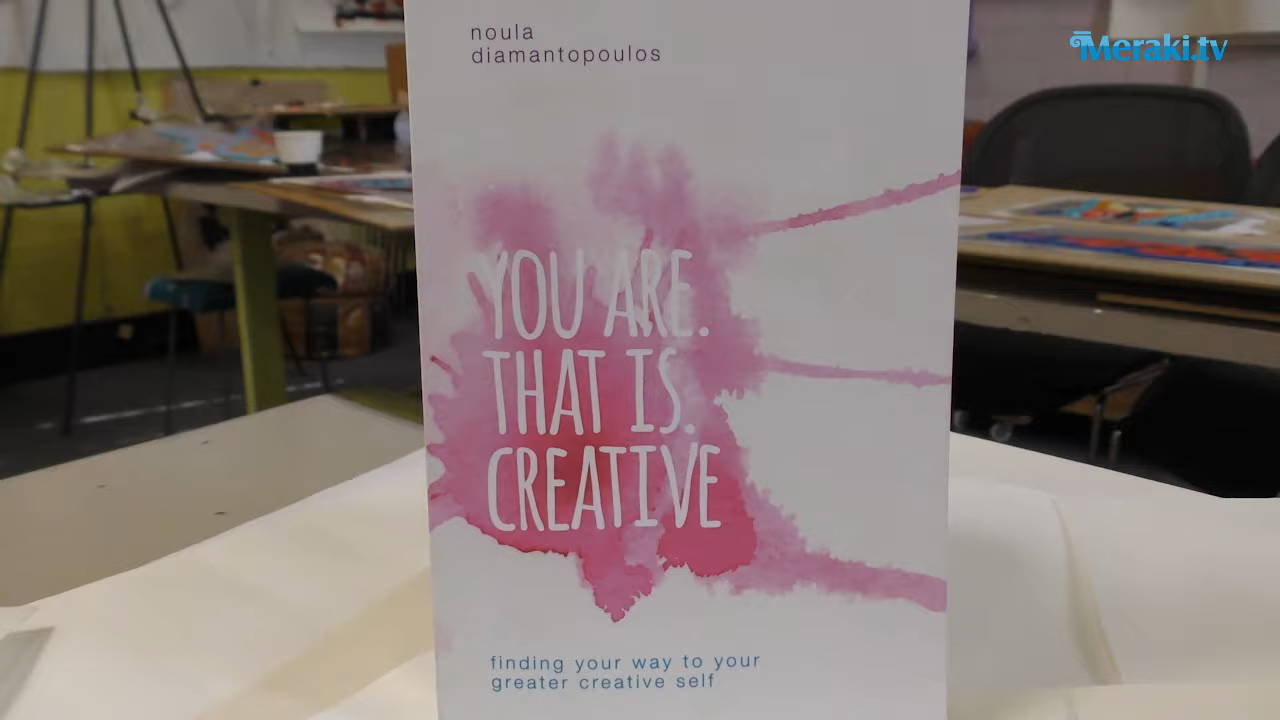 noula
diamantopoulos
Meraki.tv
YOU ARE.
THAT IS.
CREATIVE
finding your way to your
greater creative self